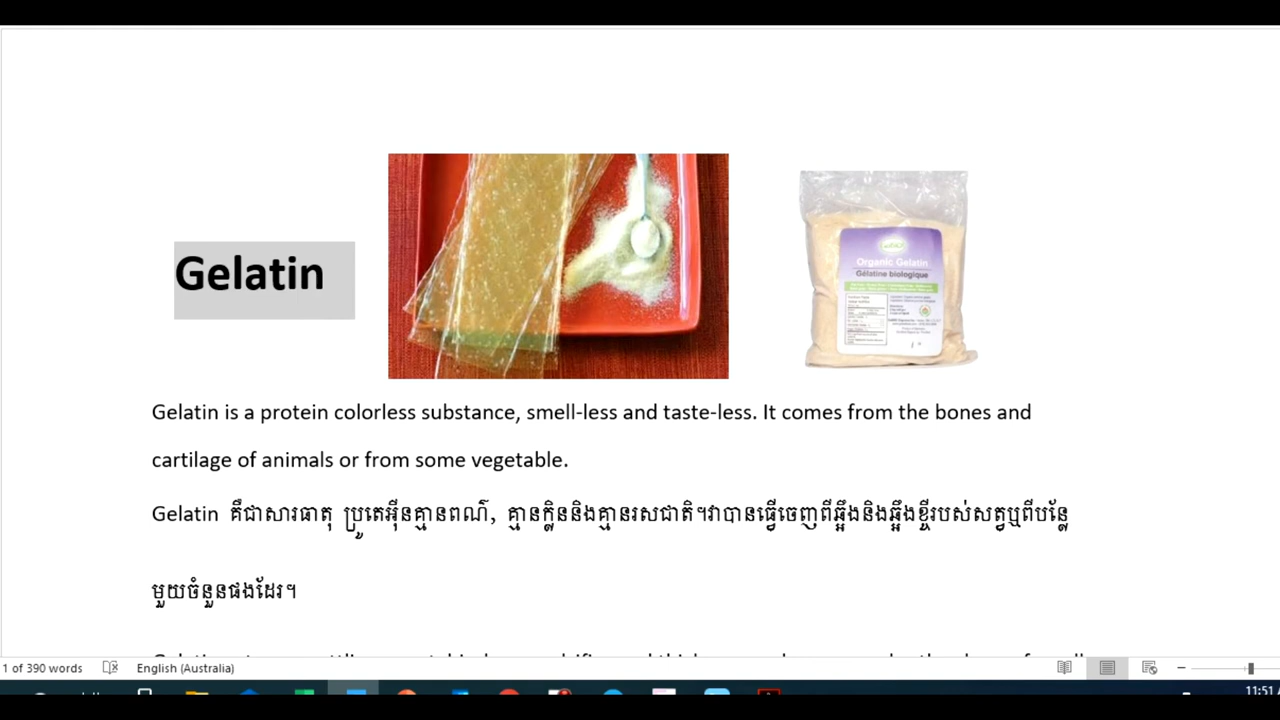 Gelatin
Organic Gelatin
Gélatine biologique
Gelatin is a protein colorless substance, smell-less and taste-less. It comes from the bones and
cartilage of animals or from some vegetable.
Gelatin គឺជាសារធាតុ ប្រូតេអ៊ីនគ្មានពណ៌, គ្មានក្លិននិងគ្មានរសជាតិ។វាបានធ្វើចេញពីឆ្អឹងនិងឆ្អឹងខ្ចីរបស់សត្វឬពីបន្លែ
មួយចំនួនផងដែរ។
1 of 390 words
English (Australia)
11:51